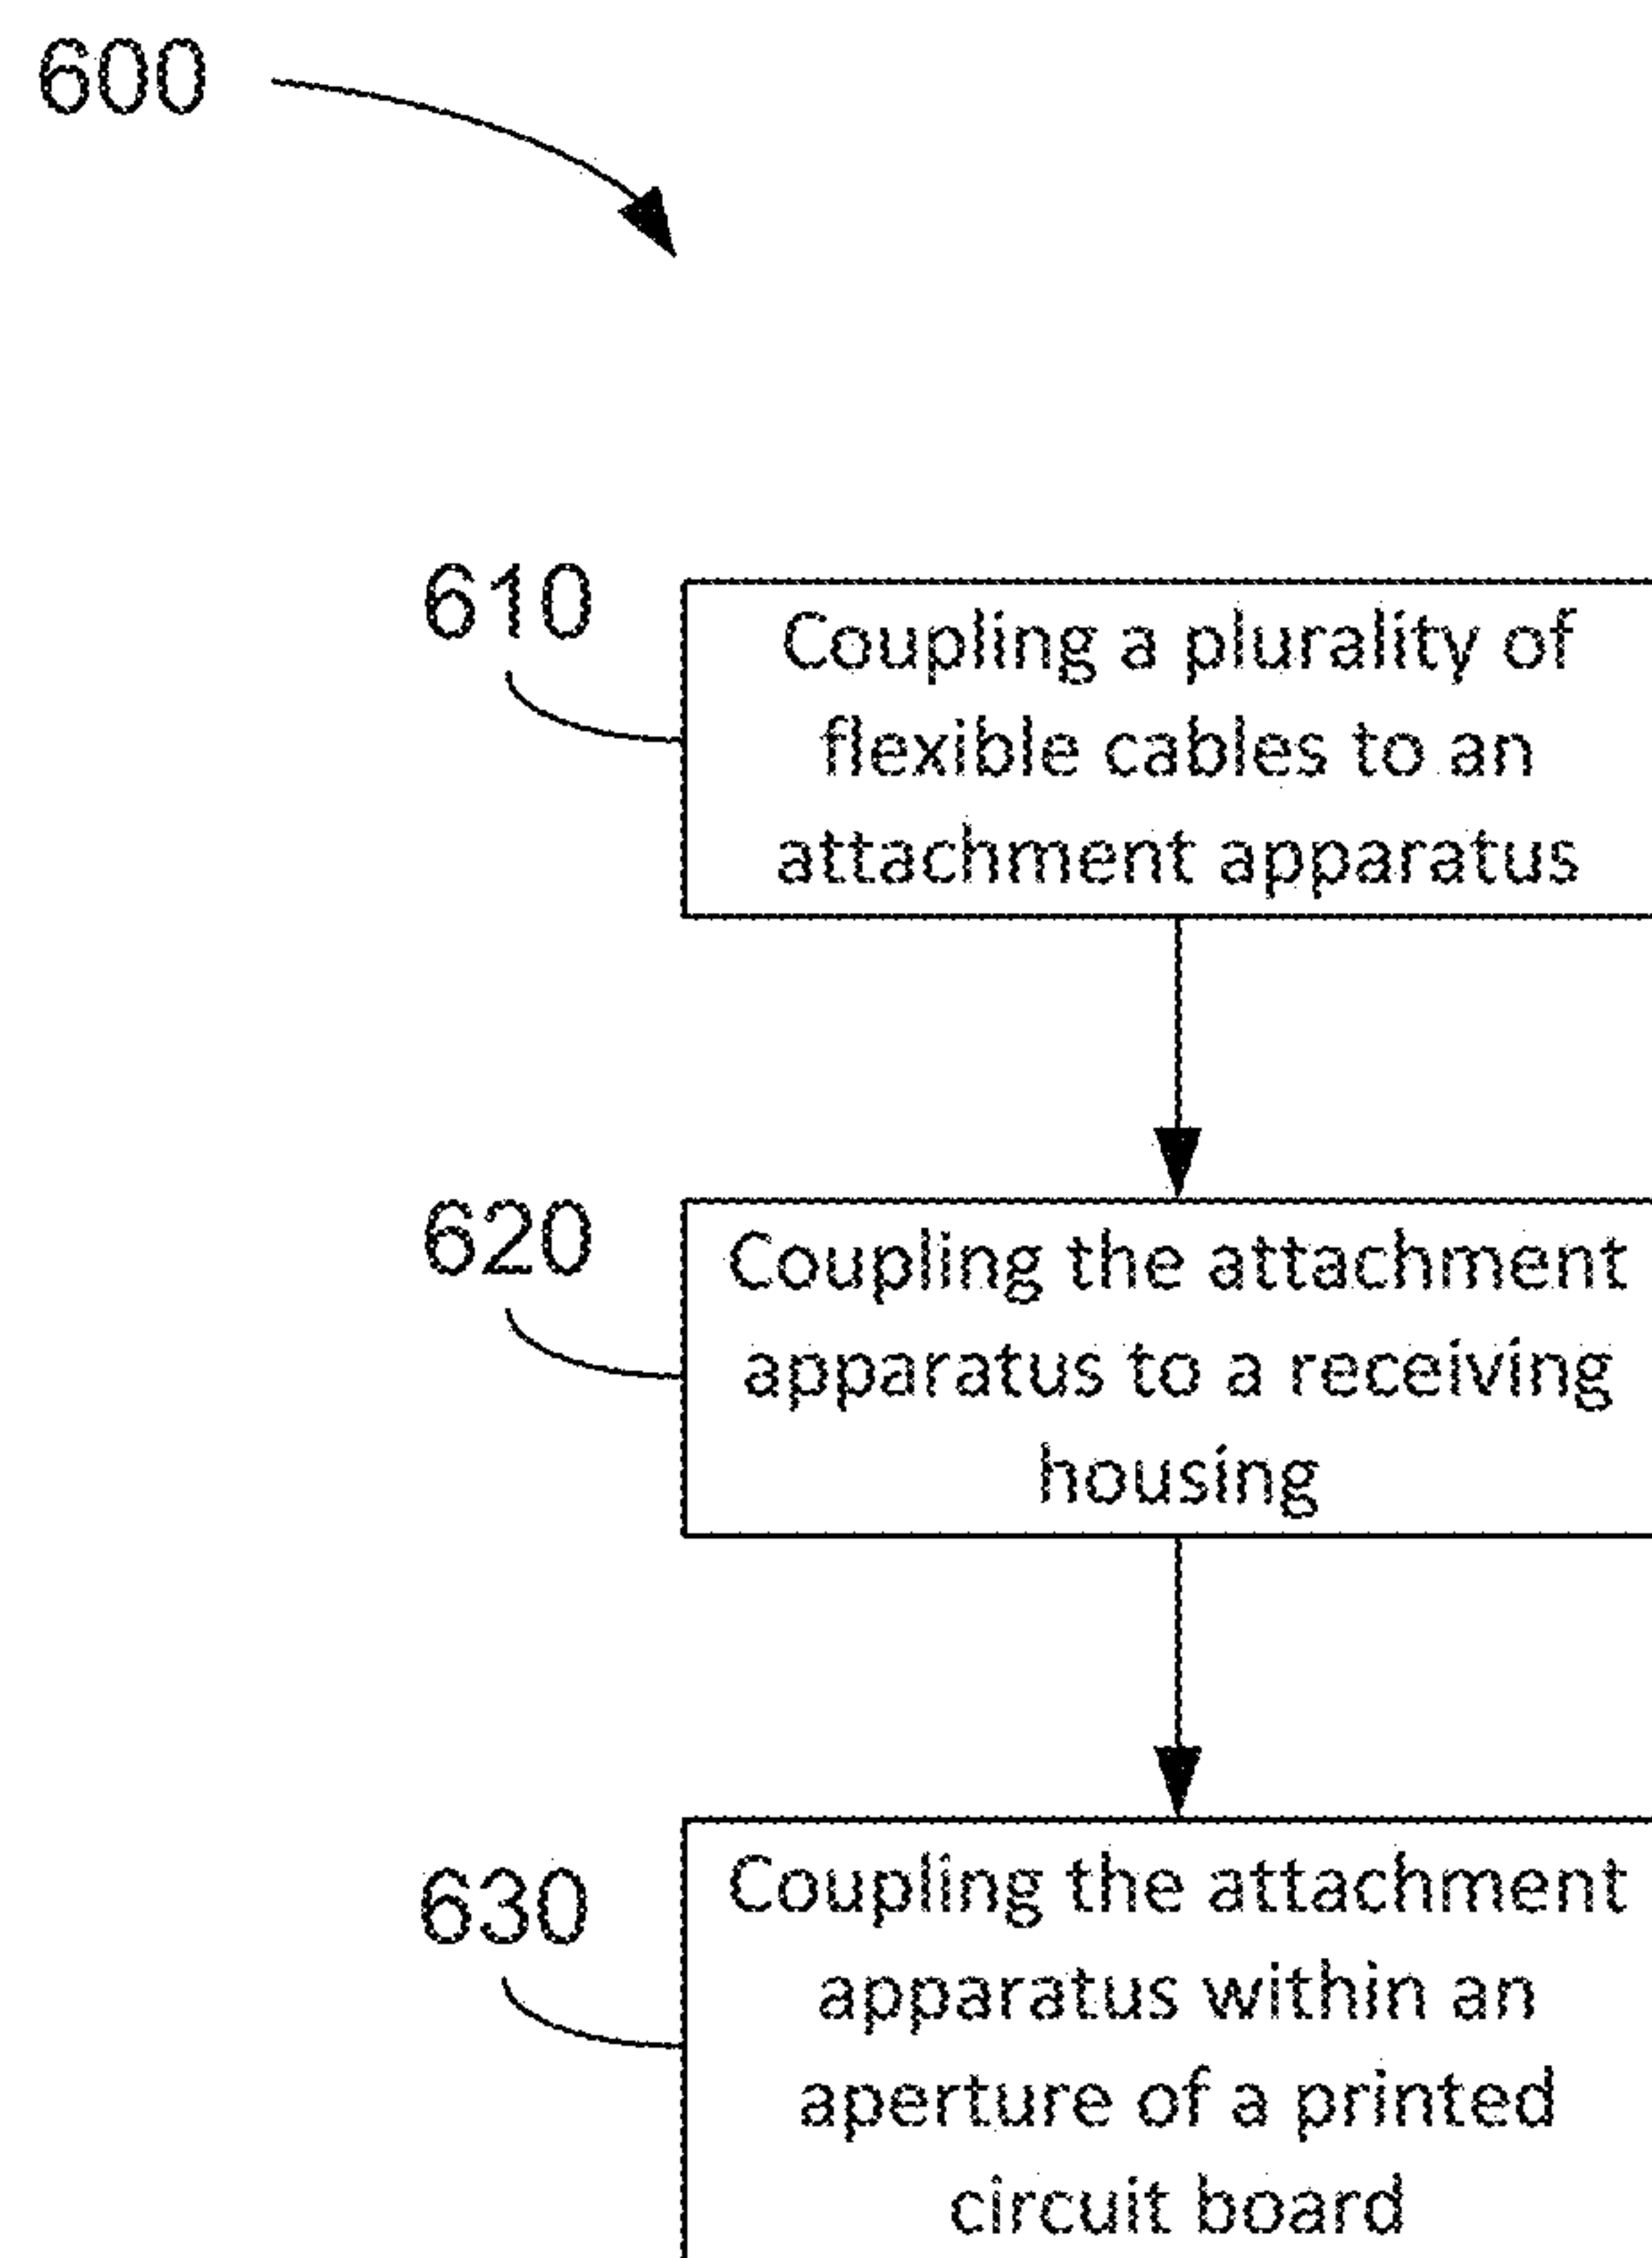 600
610
Coupling a plurality of
flexible cables to an
attachment apparatus
620
Coupling the attachment
apparatus to a receiving
housing
630
Coupling the attachment
apparatus within an
aperture of a printed
circuit board